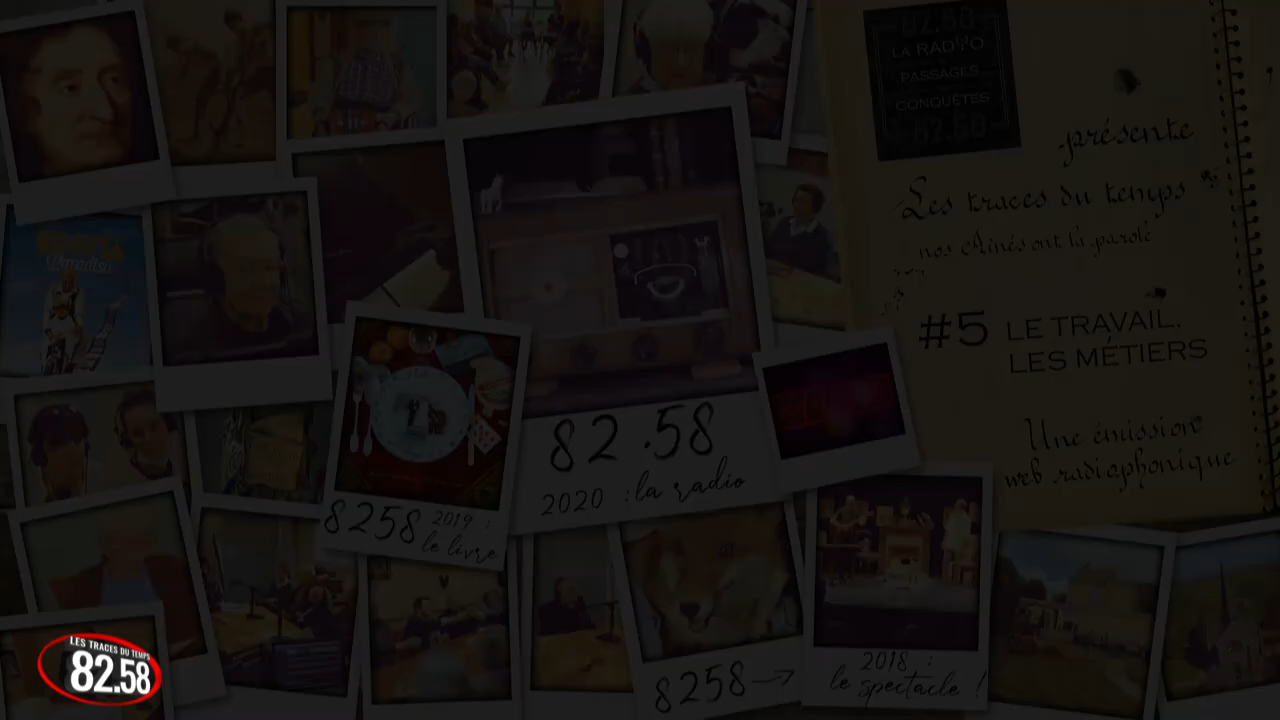 82.58
LA RADIO
PASSAGES
CONQUÊTES
82.58
présente
Les traces du temps
nos Aînés ont la parole
#5 LE TRAVAIL.
LES MÉTIERS
Une émission
web radiophonique
Paradiso
82.58
2020 : la radio
8258 2019 :
le livre
8258
2018 :
le spectacle !
LES TRACES DU TEMPS
82.58